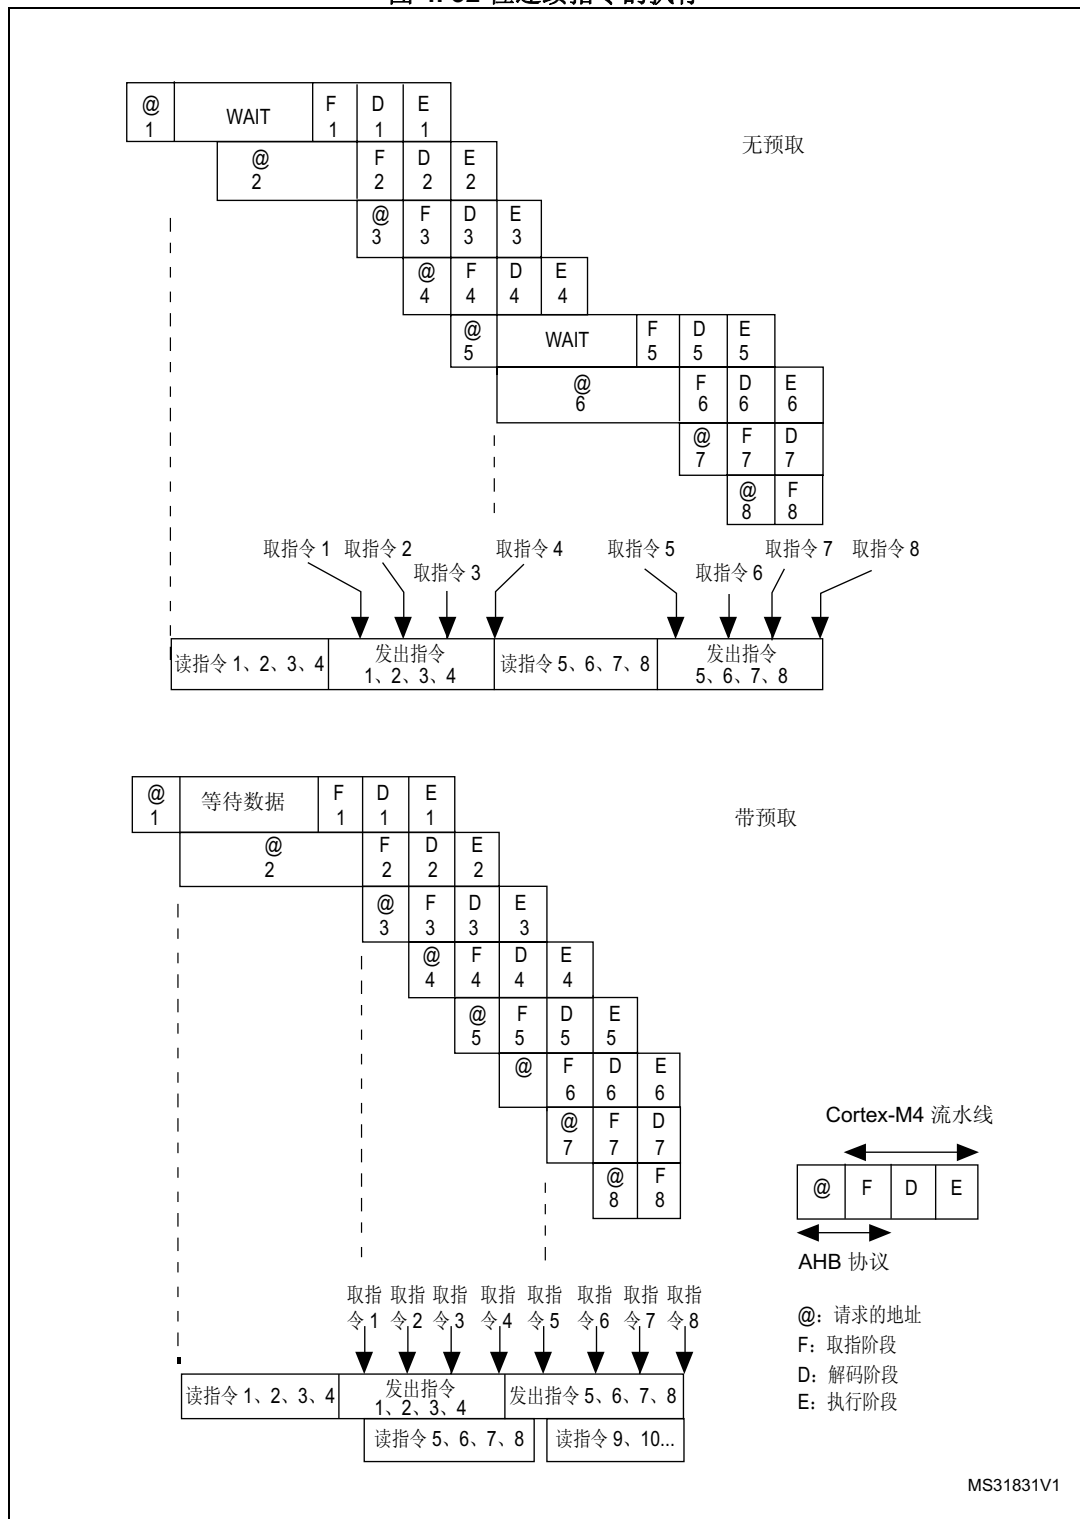 @ WAIT F D E
1 1 1 1
无预取
@ F D E
2 2 2 2
@ F D E
3 3 3 3
@ F D E
4 4 4 4
@ WAIT F D E
5 5 5 5
@ F D E
6 6 6 6
@ F D
7 7 7
@ F
8 8
取指令 1 取指令 2 取指令 4 取指令 5 取指令 7 取指令 8
取指令 3 取指令 6
读指令 1、2、3、4
发出指令
1、2、3、4
读指令 5、6、7、8
发出指令
5、6、7、8
@ 等待数据 F D E
1 1 1 1
带预取
@ F D E
2 2 2 2
@ F D E
3 3 3 3
@ F D E
4 4 4 4
@ F D E
5 5 5 5
@ F D E
6 6 6
@ F D
7 7 7
@ F
8 8
Cortex-M4 流水线
@ F D E
AHB 协议
@：请求的地址
F：取指阶段
D：解码阶段
E：执行阶段
取指 取指 取指 取指 取指 取指 取指 取指
令 1 令 2 令 3 令 4 令 5 令 6 令 7 令 8
读指令 1、2、3、4
发出指令
1、2、3、4
发出指令 5、6、7、8
读指令 5、6、7、8
读指令 9、10...
MS31831V1